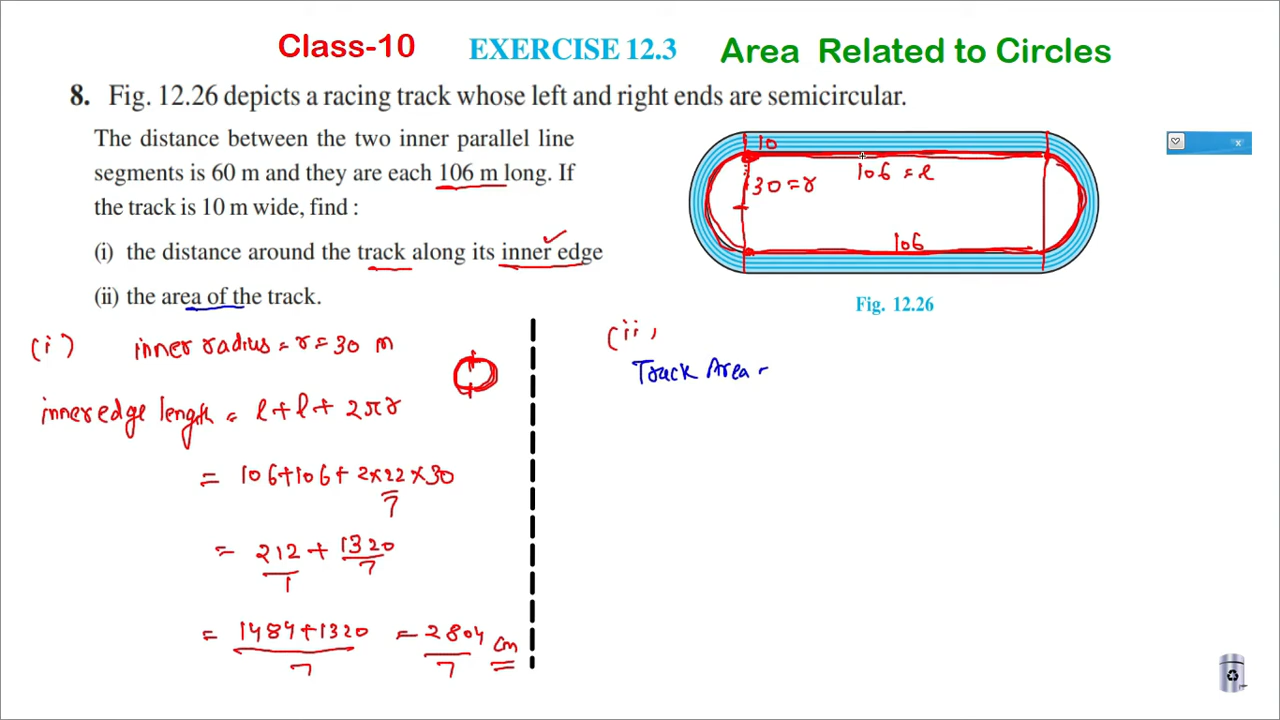 Class-10 EXERCISE 12.3 Area Related to Circles
8. Fig. 12.26 depicts a racing track whose left and right ends are semicircular.
The distance between the two inner parallel line
segments is 60 m and they are each 106 m long. If
the track is 10 m wide, find :
(i) the distance around the track along its inner edge
(ii) the area of the track.
10
30 = r
106 = l
106
Fig. 12.26
(i) inner radius = r = 30 m
inner edge length = l + l + 2πr
= 106+106+ 2×22/7×30
= 212/1 + 1320/7
= 1484+1320/7 = 2804/7 cm
(ii)
Track Area =
x